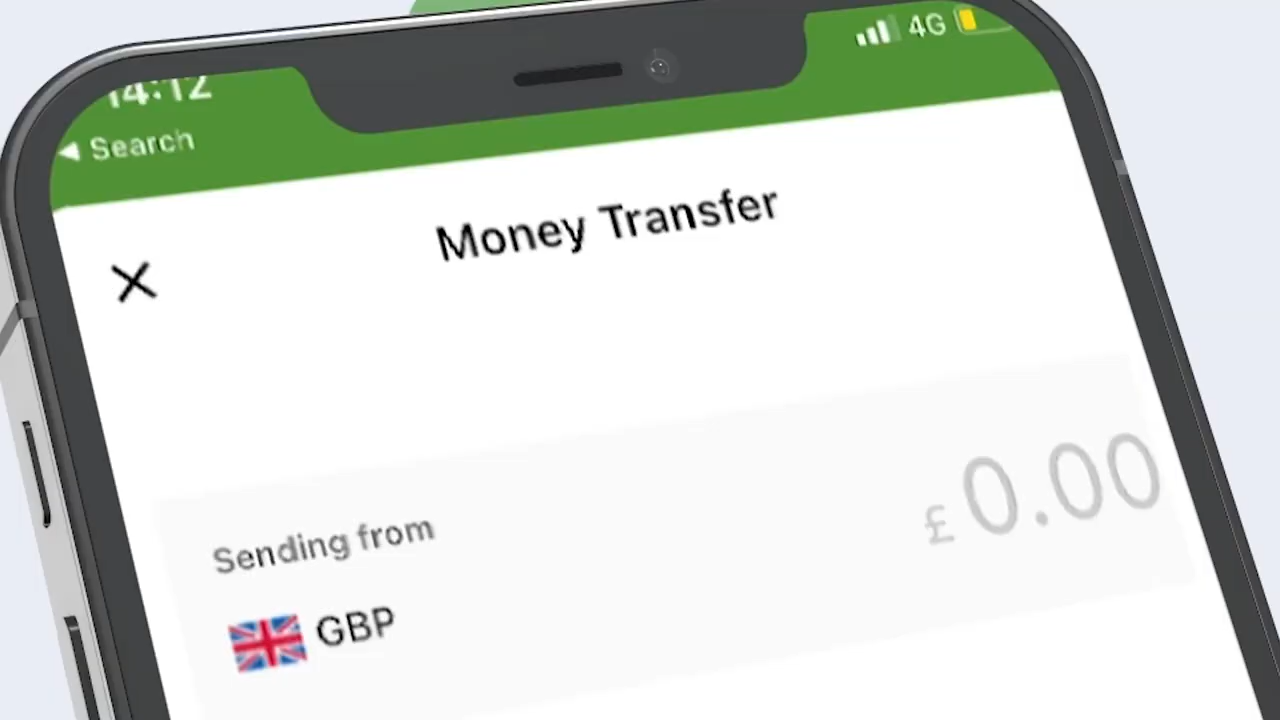 14:12
4G
◀ Search
Money Transfer
Sending from
£0.00
GBP